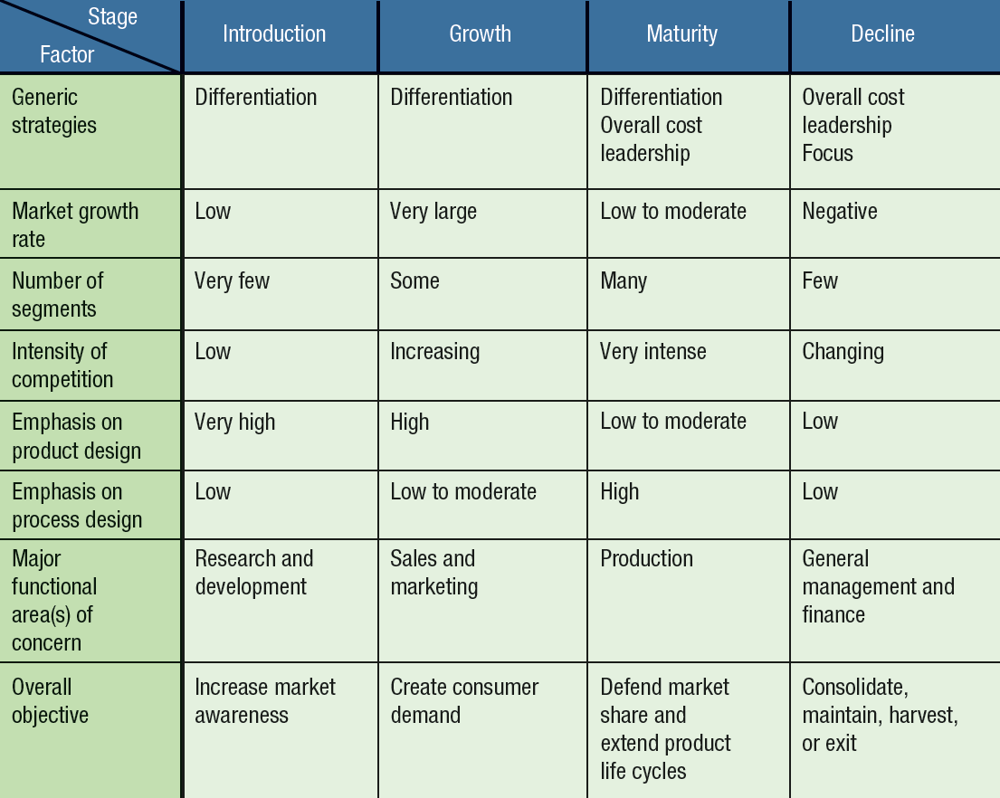 Stage
Factor
Introduction
Growth
Maturity
Decline
Generic
strategies
Differentiation
Differentiation
Differentiation
Overall cost
leadership
Overall cost
leadership
Focus
Market growth
rate
Low
Very large
Low to moderate
Negative
Number of
segments
Very few
Some
Many
Few
Intensity of
competition
Low
Increasing
Very intense
Changing
Emphasis on
product design
Very high
High
Low to moderate
Low
Emphasis on
process design
Low
Low to moderate
High
Low
Major
functional
area(s) of
concern
Research and
development
Sales and
marketing
Production
General
management and
finance
Overall
objective
Increase market
awareness
Create consumer
demand
Defend market
share and
extend product
life cycles
Consolidate,
maintain, harvest,
or exit